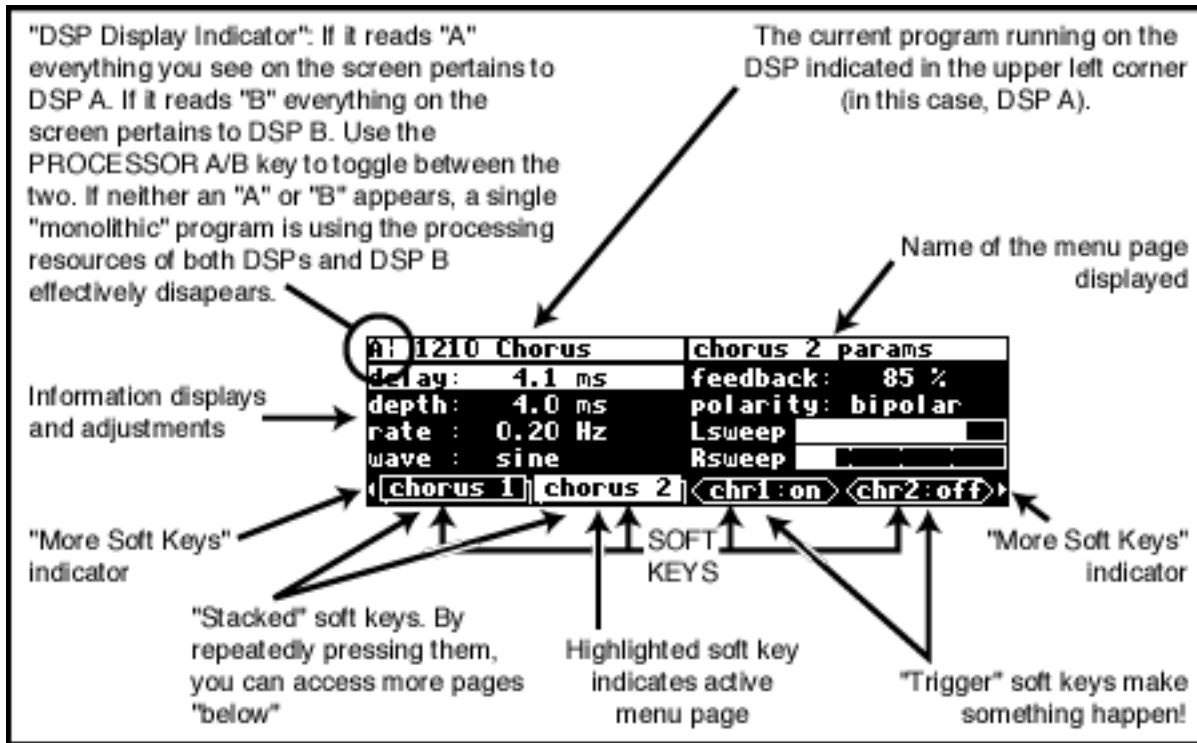 "DSP Display Indicator": If it reads "A"
everything you see on the screen pertains to
DSP A. If it reads "B" everything on the
screen pertains to DSP B. Use the
PROCESSOR A/B key to toggle between the
two. If neither an "A" or "B" appears, a single
"monolithic" program is using the processing
resources of both DSPs and DSP B
effectively disapears.
The current program running on the
DSP indicated in the upper left corner
(in this case, DSP A).
Name of the menu page
displayed
A¦ 1210 Chorus
chorus 2 params
delay: 4.1 ms
feedback: 85 %
depth: 4.0 ms
polarity: bipolar
rate : 0.20 Hz
Lsweep
wave : sine
Rsweep
chorus 1
chorus 2
chr1:on
chr2:off
Information displays
and adjustments
"More Soft Keys"
indicator
SOFT
KEYS
"More Soft Keys"
indicator
"Stacked" soft keys. By
repeatedly pressing them,
you can access more pages
"below"
Highlighted soft key
indicates active
menu page
"Trigger" soft keys make
something happen!